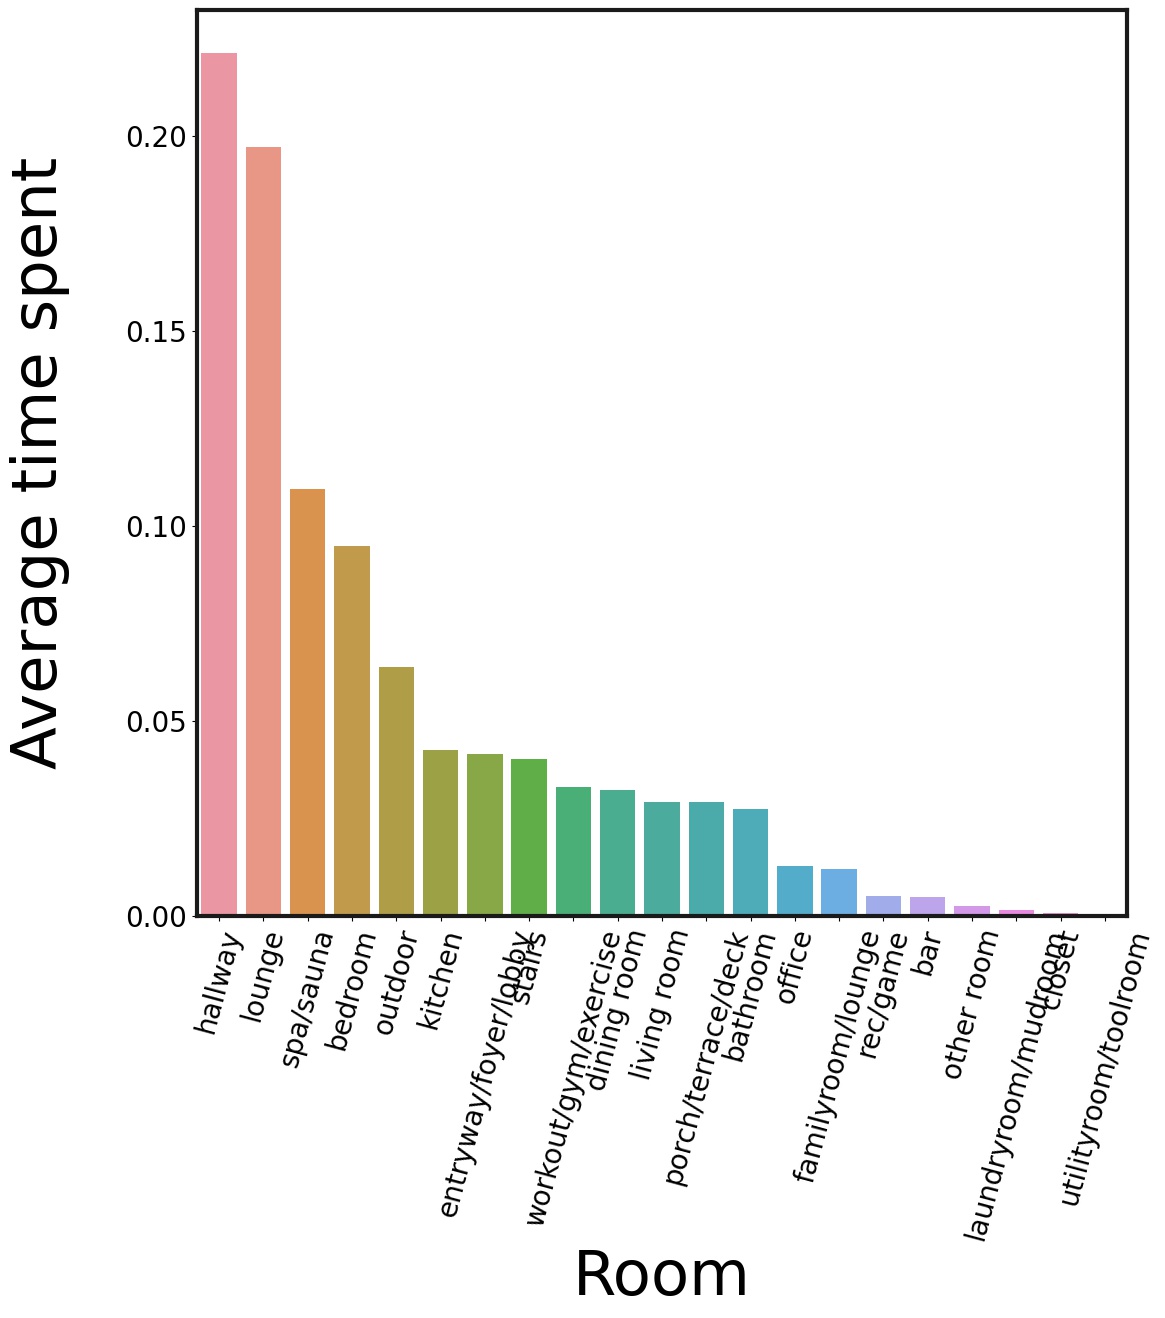 Average time spent
0.20
0.15
0.10
0.05
0.00
hallway
lounge
spa/sauna
bedroom
outdoor
kitchen
entryway/foyer/lobby
stairs
workout/gym/exercise
dining room
living room
porch/terrace/deck
bathroom
office
familyroom/lounge
rec/game
bar
other room
laundryroom/mudroom
closet
utilityroom/toolroom
Room